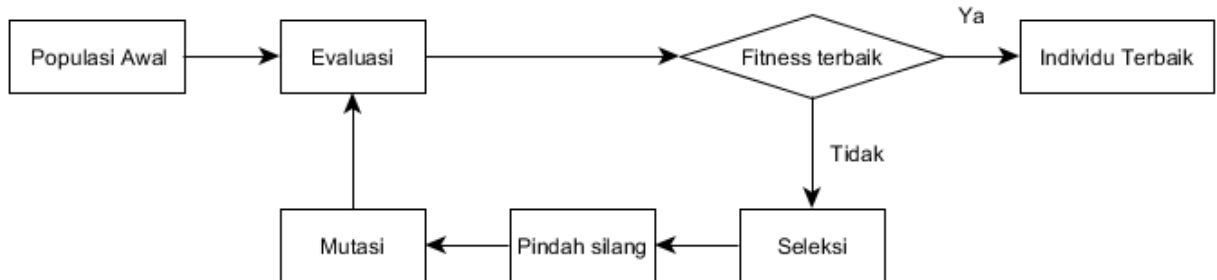 Populasi Awal
Evaluasi
Fitness terbaik
Ya
Individu Terbaik
Tidak
Mutasi
Pindah silang
Seleksi